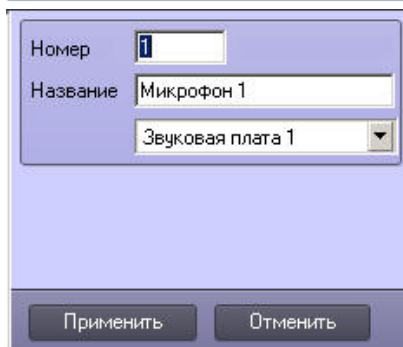 Номер 1
Название Микрофон 1
Звуковая плата 1
Применить Отменить